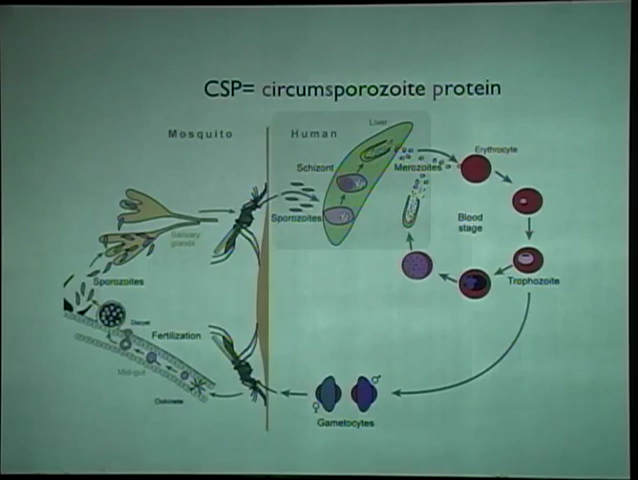 CSP= circumsporozoite protein
Mosquito
Human
Liver
Schizont
Merozoites
Erythrocyte
Sporozoites
Salivary
glands
Blood
stage
Sporozoites
Trophozoite
Oocyst
Fertilization
Mid-gut
Ookinete
♀
♂
Gametocytes